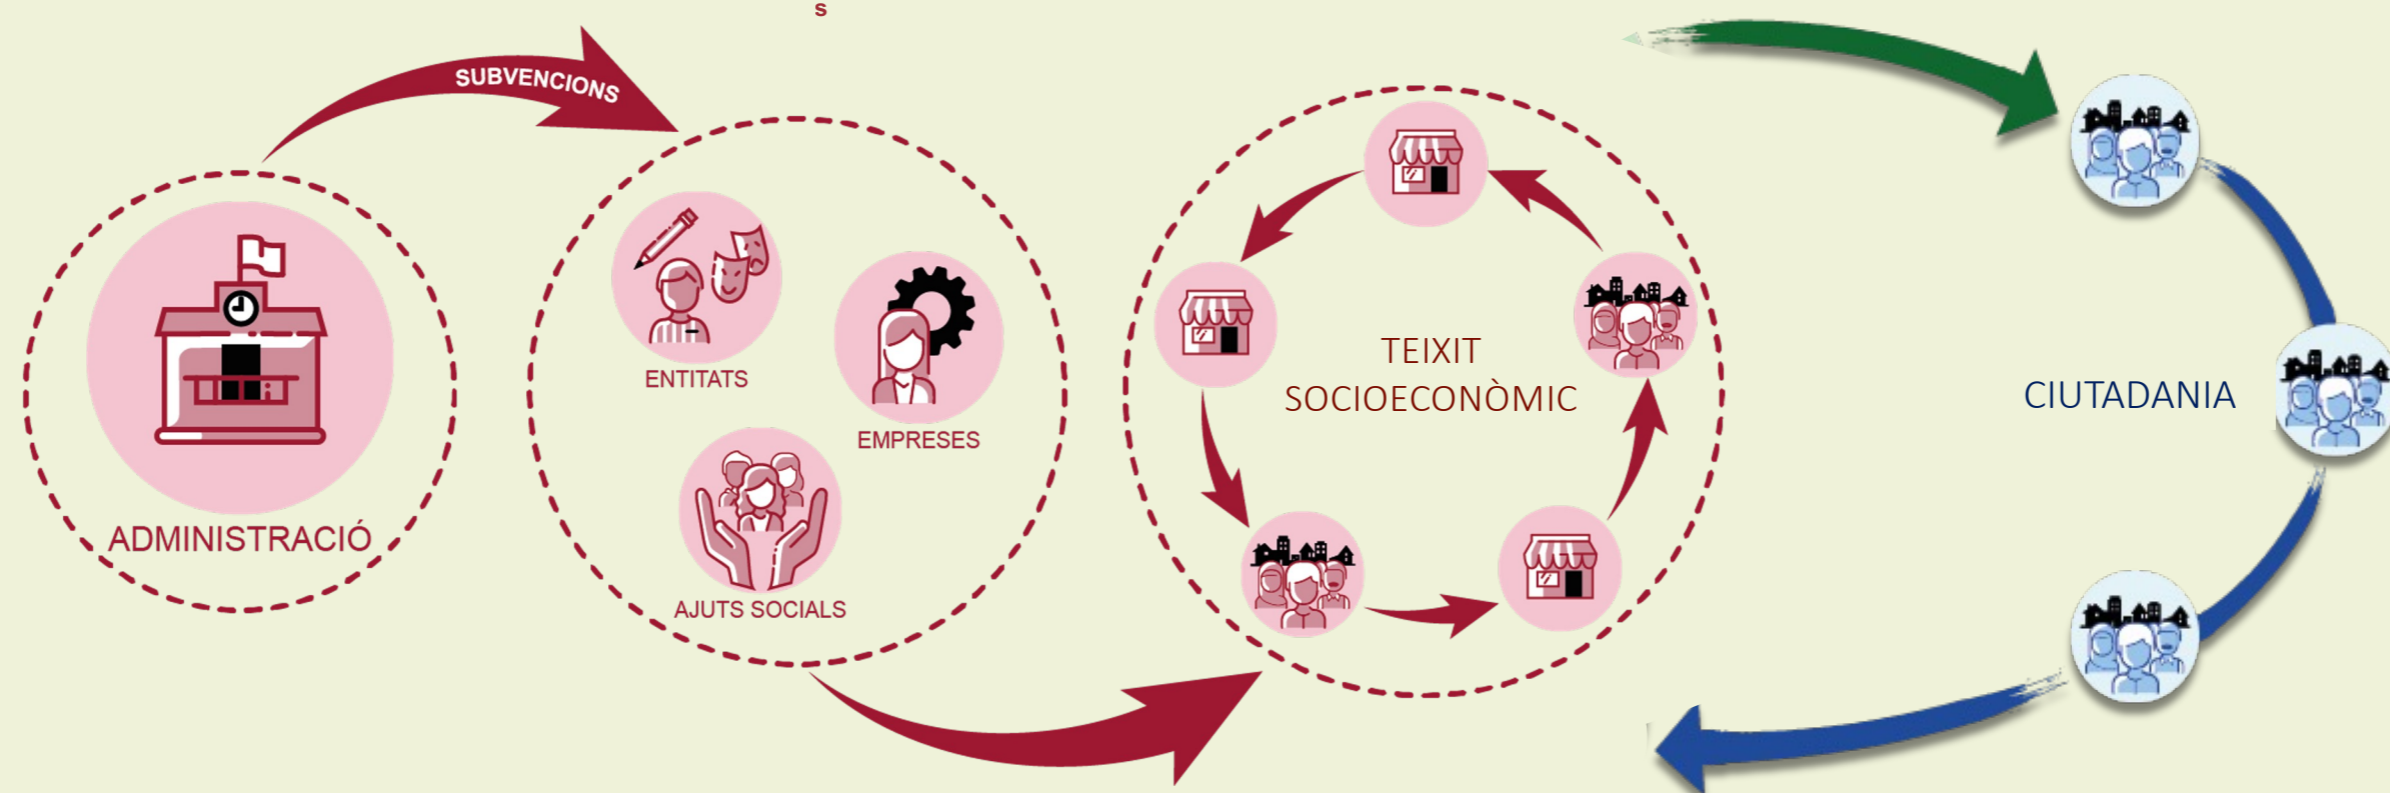 s
SUBVENCIONS
ADMINISTRACIÓ
ENTITATS
EMPRESES
AJUTS SOCIALS
TEIXIT
SOCIOECONÒMIC
CIUTADANIA